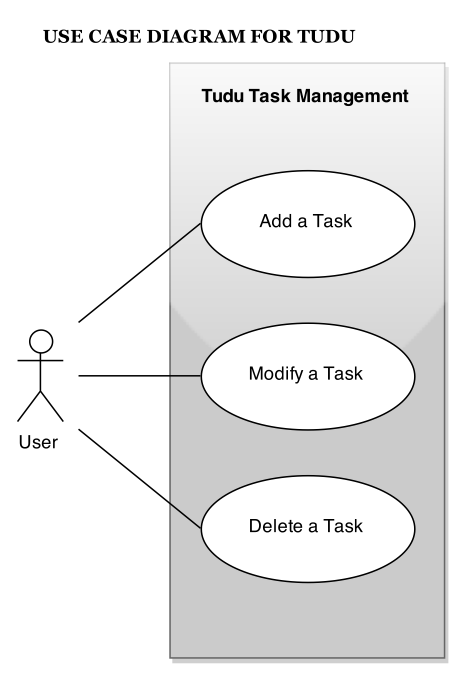 USE CASE DIAGRAM FOR TUDU
Tudu Task Management
Add a Task
Modify a Task
User
Delete a Task